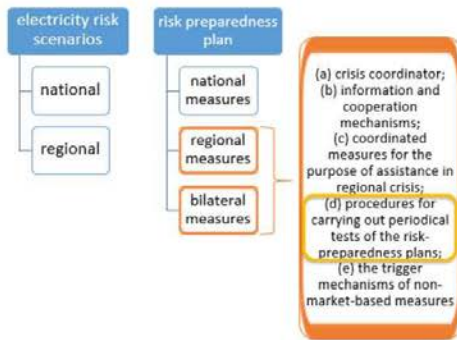 electricity risk
scenarios
national
regional
risk preparedness
plan
national
measures
regional
measures
bilateral
measures
(a) crisis coordinator;
(b) information and
cooperation
mechanisms;
(c) coordinated
measures for the
purpose of assistance in
regional crisis;
(d) procedures for
carrying out periodical
tests of the risk-
preparedness plans;
(e) the trigger
mechanisms of non-
market-based measures